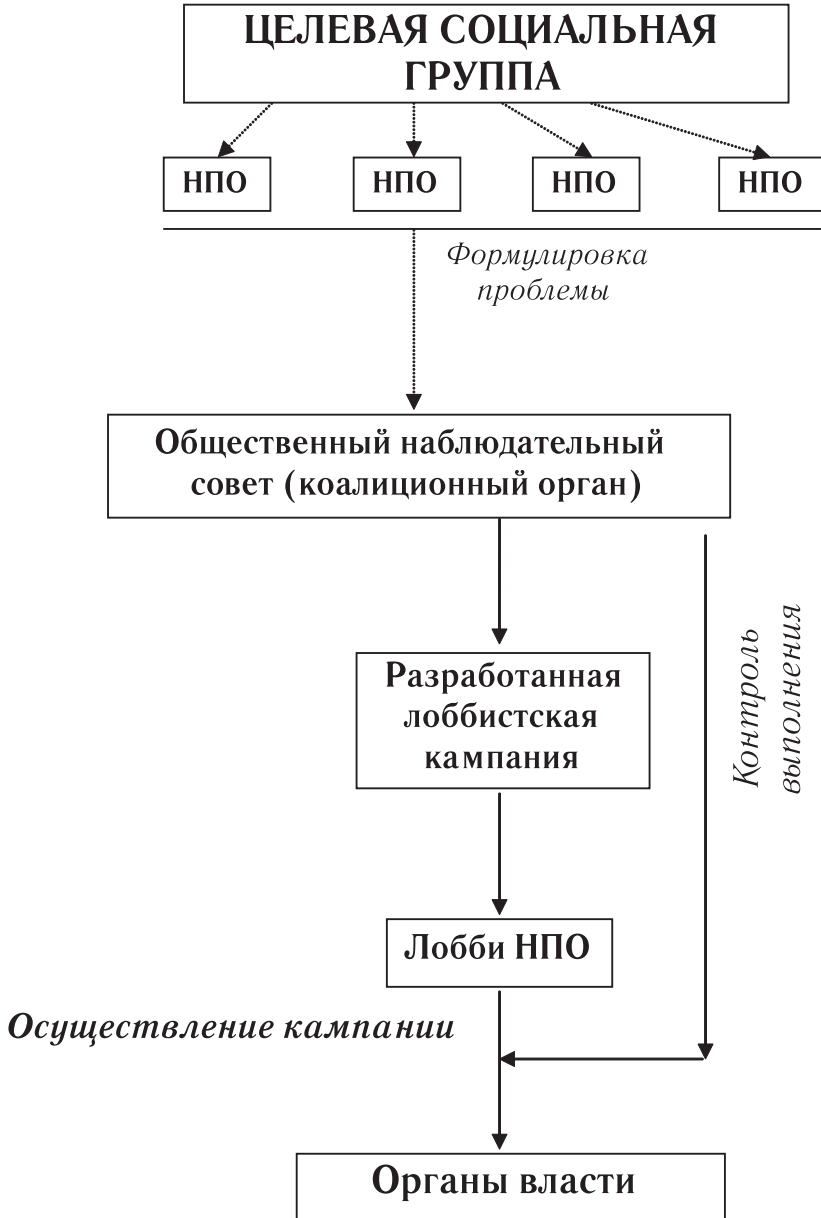 ЦЕЛЕВАЯ СОЦИАЛЬНАЯ
ГРУППА
НПО
НПО
НПО
НПО
Формулировка
проблемы
Общественный наблюдательный
совет (коалиционный орган)
Разработанная
лоббистская
кампания
Контроль
выполнения
Лобби НПО
Осуществление кампании
Органы власти